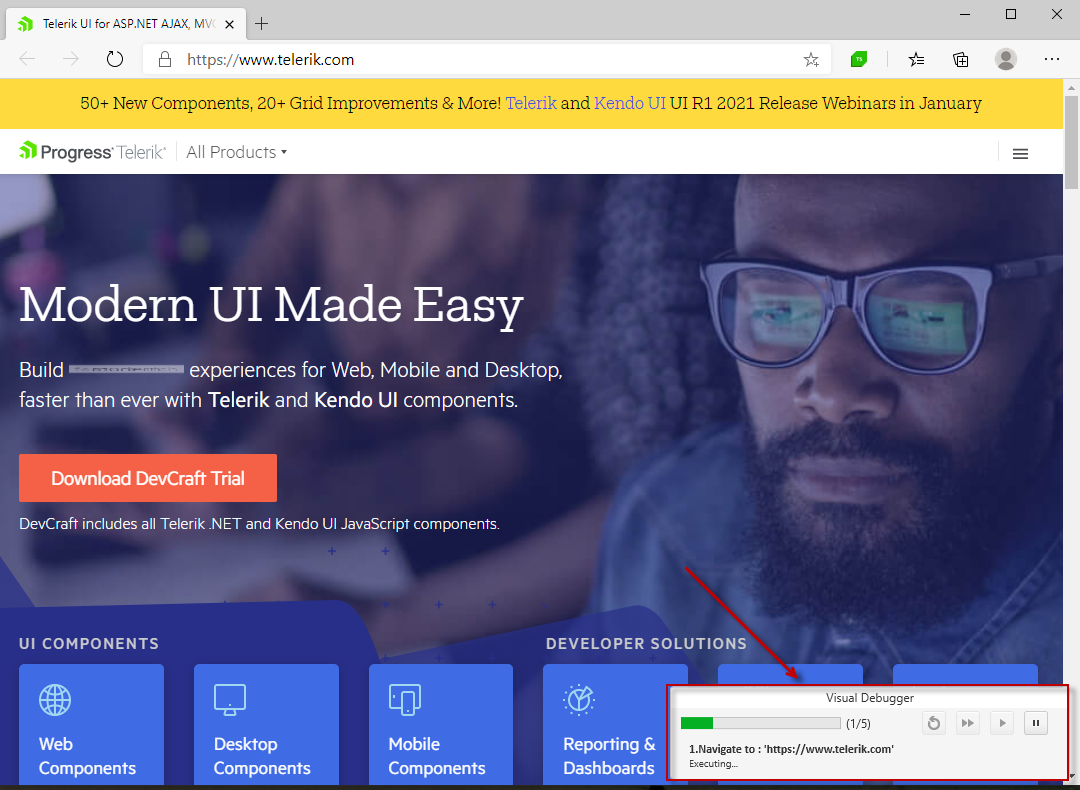 Telerik UI for ASP.NET AJAX, MVC
https://www.telerik.com
TS
50+ New Components, 20+ Grid Improvements & More! Telerik and Kendo UI UI R1 2021 Release Webinars in January
Progress Telerik
All Products
Modern UI Made Easy
Build experiences for Web, Mobile and Desktop,
faster than ever with Telerik and Kendo UI components.
Download DevCraft Trial
DevCraft includes all Telerik .NET and Kendo UI JavaScript components.
UI COMPONENTS
DEVELOPER SOLUTIONS
Web
Components
Desktop
Components
Mobile
Components
Reporting &
Dashboards
Visual Debugger
(1/5)
1.Navigate to : 'https://www.telerik.com'
Executing...